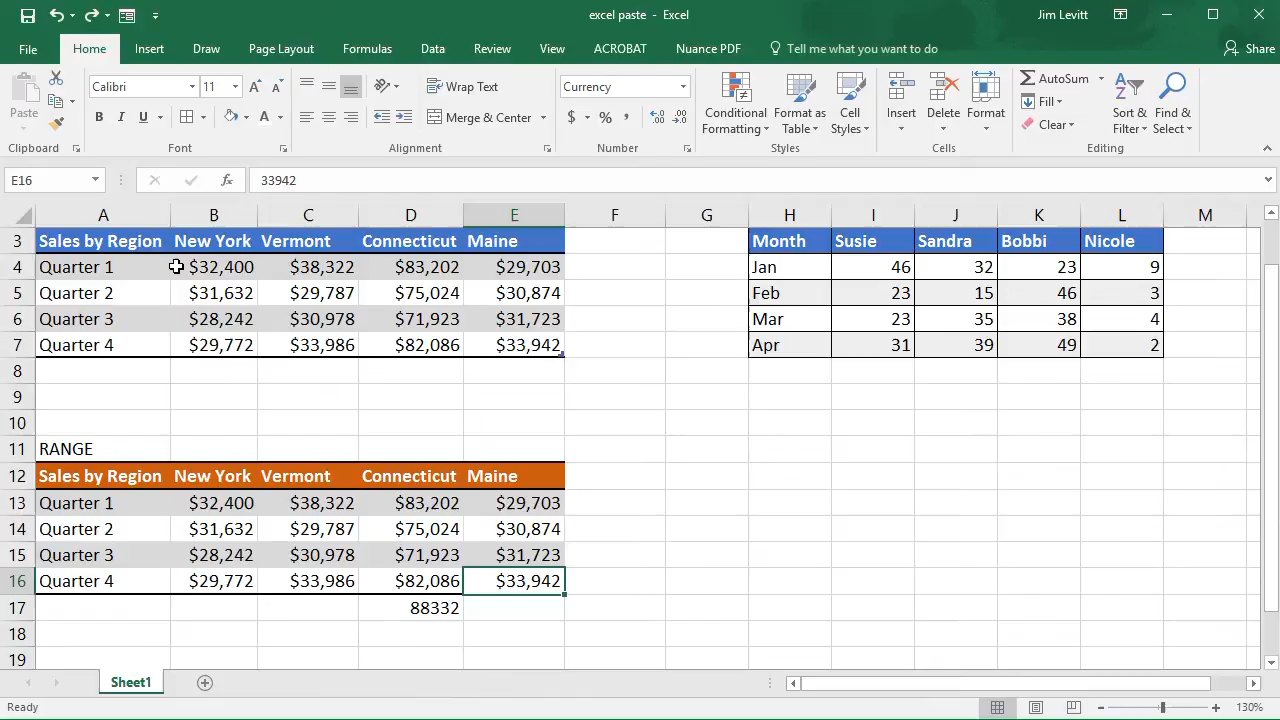 excel paste - Excel
Jim Levitt
File Home Insert Draw Page Layout Formulas Data Review View ACROBAT Nuance PDF Tell me what you want to do Share
Paste
Calibri 11
B I U A
Wrap Text
Merge & Center
Currency
$ % ,
Conditional Formatting
Format as Table
Cell Styles
Insert
Delete
Format
AutoSum
Fill
Clear
Sort & Filter
Find & Select
Clipboard Font Alignment Number Styles Cells Editing
E16 fx 33942
A B C D E F G H I J K L M
3 Sales by Region New York Vermont Connecticut Maine Month Susie Sandra Bobbi Nicole
4 Quarter 1 $32,400 $38,322 $83,202 $29,703 Jan 46 32 23 9
5 Quarter 2 $31,632 $29,787 $75,024 $30,874 Feb 23 15 46 3
6 Quarter 3 $28,242 $30,978 $71,923 $31,723 Mar 23 35 38 4
7 Quarter 4 $29,772 $33,986 $82,086 $33,942 Apr 31 39 49 2
8
9
10
11 RANGE
12 Sales by Region New York Vermont Connecticut Maine
13 Quarter 1 $32,400 $38,322 $83,202 $29,703
14 Quarter 2 $31,632 $29,787 $75,024 $30,874
15 Quarter 3 $28,242 $30,978 $71,923 $31,723
16 Quarter 4 $29,772 $33,986 $82,086 $33,942
17 88332
18
19
Sheet1
Ready 130%